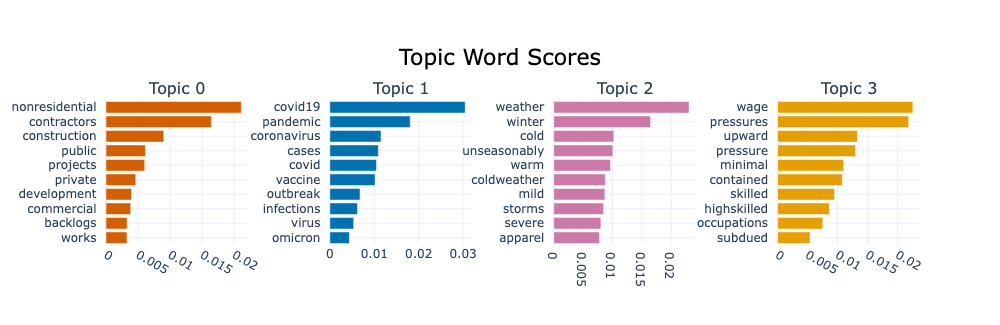 Topic Word Scores
Topic 0
nonresidential
contractors
construction
public
projects
private
development
commercial
backlogs
works
0
0.005
0.01
0.015
0.02
Topic 1
covid19
pandemic
coronavirus
cases
covid
vaccine
outbreak
infections
virus
omicron
0
0.01
0.02
0.03
Topic 2
weather
winter
cold
unseasonably
warm
coldweather
mild
storms
severe
apparel
0
0.005
0.01
0.015
0.02
Topic 3
wage
pressures
upward
pressure
minimal
contained
skilled
highskilled
occupations
subdued
0
0.005
0.01
0.015
0.02